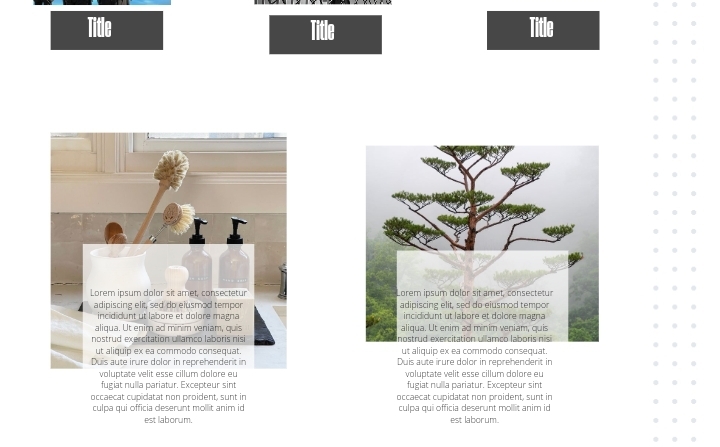 Title
Title
Title
Lorem ipsum dolor sit amet, consectetur
adipiscing elit, sed do eiusmod tempor
incididunt ut labore et dolore magna
aliqua. Ut enim ad minim veniam, quis
nostrud exercitation ullamco laboris nisi
ut aliquip ex ea commodo consequat.
Duis aute irure dolor in reprehenderit in
voluptate velit esse cillum dolore eu
fugiat nulla pariatur. Excepteur sint
occaecat cupidatat non proident, sunt in
culpa qui officia deserunt mollit anim id
est laborum.
Lorem ipsum dolor sit amet, consectetur
adipiscing elit, sed do eiusmod tempor
incididunt ut labore et dolore magna
aliqua. Ut enim ad minim veniam, quis
nostrud exercitation ullamco laboris nisi
ut aliquip ex ea commodo consequat.
Duis aute irure dolor in reprehenderit in
voluptate velit esse cillum dolore eu
fugiat nulla pariatur. Excepteur sint
occaecat cupidatat non proident, sunt in
culpa qui officia deserunt mollit anim id
est laborum.